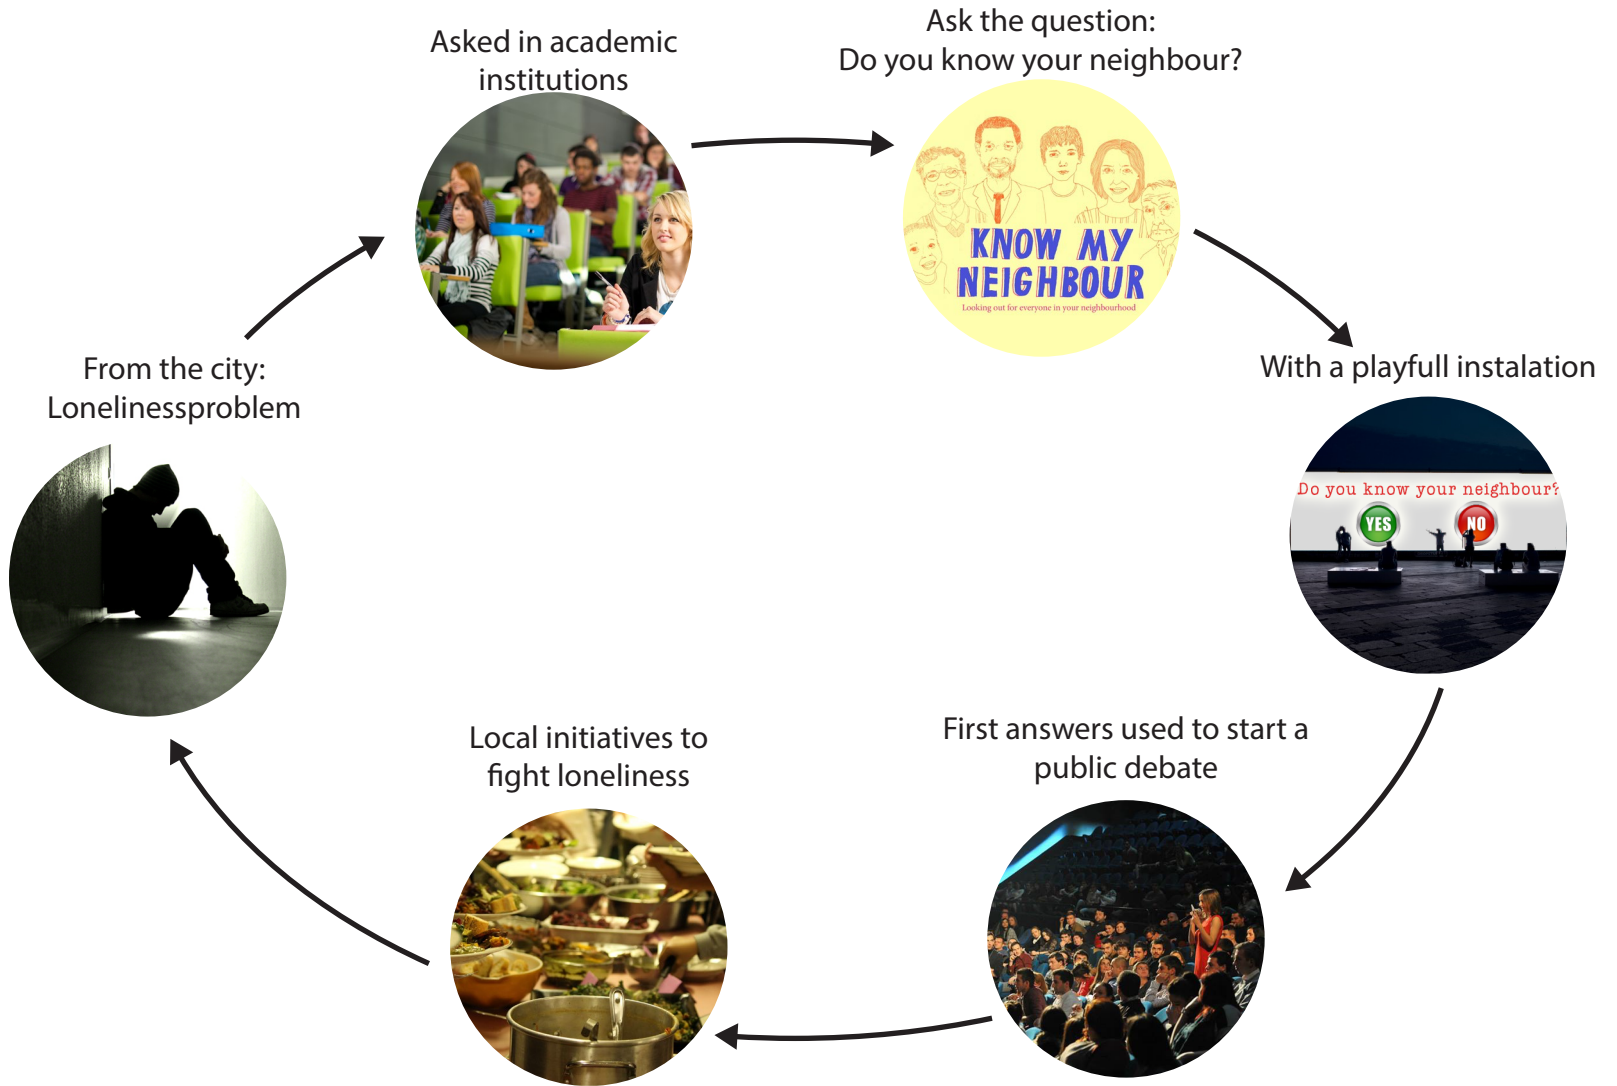 Asked in academic
institutions
Ask the question:
Do you know your neighbour?
KNOW MY
NEIGHBOUR
Looking out for everyone in your neighbourhood
With a playfull instalation
Do you know your neighbour?
YES
NO
First answers used to start a
public debate
Local initiatives to
fight loneliness
From the city:
Lonelinessproblem